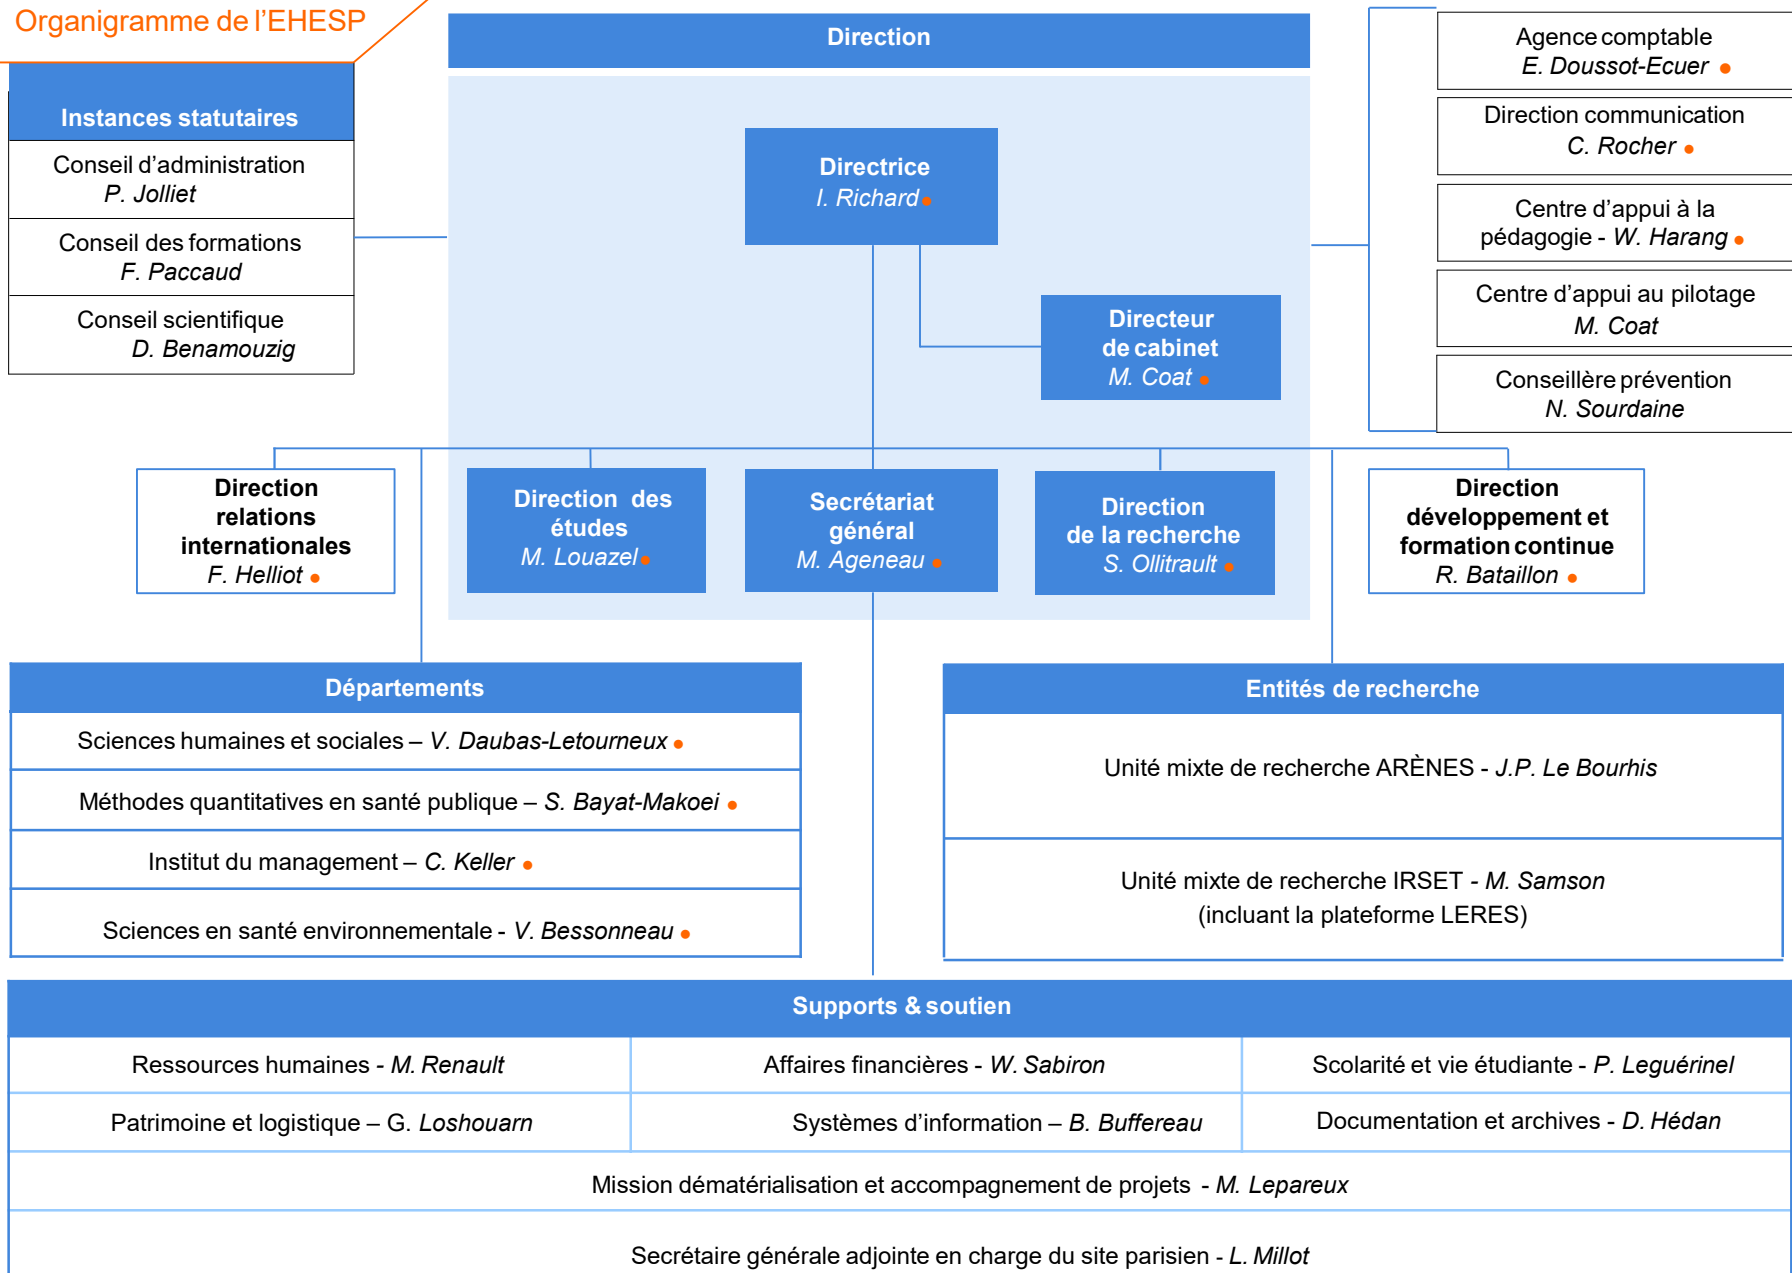 Organigramme de l'EHESP
Direction
Instances statutaires
Conseil d'administration
P. Jolliet
Conseil des formations
F. Paccaud
Conseil scientifique
D. Benamouzig
Directrice
I. Richard
Directeur
de cabinet
M. Coat
Agence comptable
E. Doussot-Ecuer
Direction communication
C. Rocher
Centre d'appui à la
pédagogie - W. Harang
Centre d'appui au pilotage
M. Coat
Conseillère prévention
N. Sourdaine
Direction
relations
internationales
F. Helliot
Direction des
études
M. Louazel
Secrétariat
général
M. Ageneau
Direction
de la recherche
S. Ollitrault
Direction
développement et
formation continue
R. Bataillon
Départements
Sciences humaines et sociales – V. Daubas-Letourneux
Méthodes quantitatives en santé publique – S. Bayat-Makoei
Institut du management – C. Keller
Sciences en santé environnementale - V. Bessonneau
Entités de recherche
Unité mixte de recherche ARÈNES - J.P. Le Bourhis
Unité mixte de recherche IRSET - M. Samson
(incluant la plateforme LERES)
Supports & soutien
Ressources humaines - M. Renault
Affaires financières - W. Sabiron
Scolarité et vie étudiante - P. Leguérinel
Patrimoine et logistique – G. Loshouarn
Systèmes d'information – B. Buffereau
Documentation et archives - D. Hédan
Mission dématérialisation et accompagnement de projets - M. Lepareux
Secrétaire générale adjointe en charge du site parisien - L. Millot